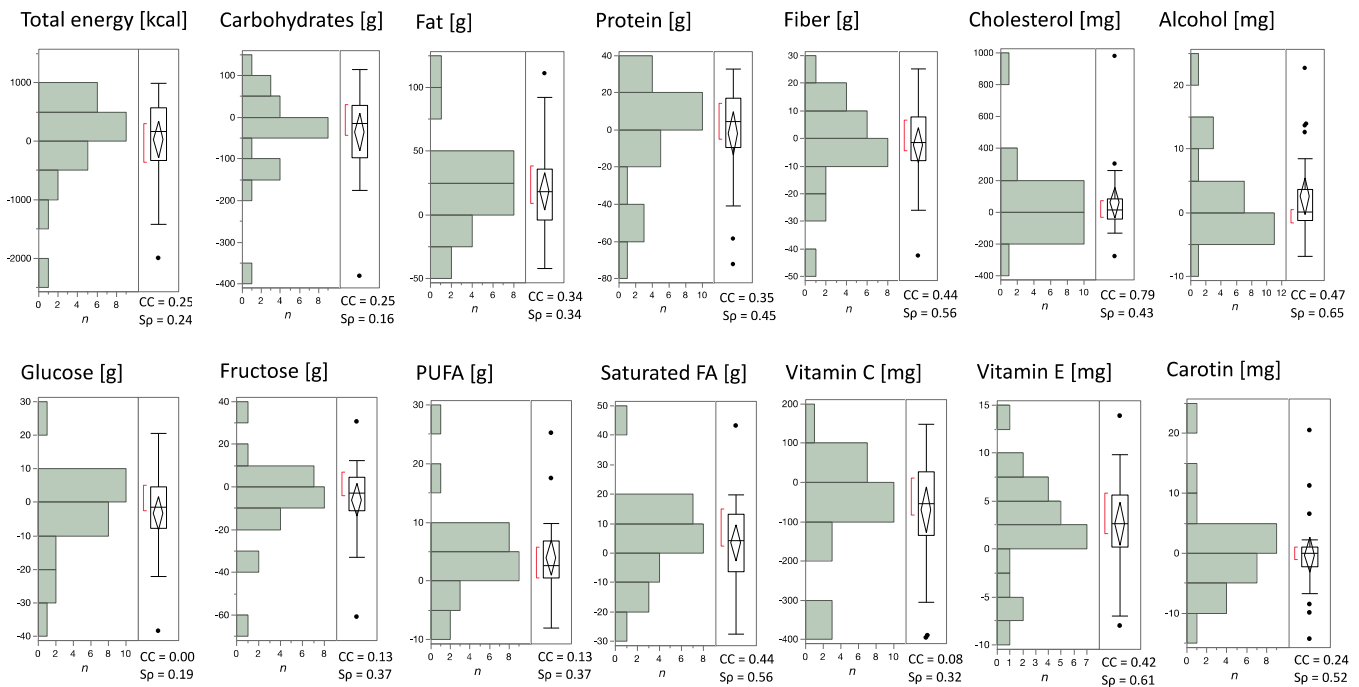 Total energy [kcal]
1000
0
-1000
-2000
0 2 4 6 8
n
CC = 0.25
Sρ = 0.24
Carbohydrates [g]
100
0
-100
-200
-300
-400
0 2 4 6 8
n
CC = 0.25
Sρ = 0.16
Fat [g]
100
50
0
-50
0 2 4 6 8
n
CC = 0.34
Sρ = 0.34
Protein [g]
40
20
0
-20
-40
-60
80
0 2 4 6 8 10
n
CC = 0.35
Sρ = 0.45
Fiber [g]
30
20
10
0
-10
-20
-30
-40
-50
0 2 4 6 8
n
CC = 0.44
Sρ = 0.56
Cholesterol [mg]
1000
800
600
400
200
0
-200
-400
0 2 4 6 8 10
n
CC = 0.79
Sρ = 0.43
Alcohol [mg]
20
10
0
-10
0 2 4 6 8 10 12
n
CC = 0.47
Sρ = 0.65
Glucose [g]
30
20
10
0
-10
-20
-30
-40
0 2 4 6 8 10
n
CC = 0.00
Sρ = 0.19
Fructose [g]
40
20
0
-20
-40
-60
0 2 4 6 8
n
CC = 0.13
Sρ = 0.37
PUFA [g]
30
20
10
0
-10
0 2 4 6 8
n
CC = 0.13
Sρ = 0.37
Saturated FA [g]
50
40
30
20
10
0
-10
-20
-30
0 2 4 6 8
n
CC = 0.44
Sρ = 0.56
Vitamin C [mg]
200
100
0
-100
-200
-300
-400
0 2 4 6 8 10
n
CC = 0.08
Sρ = 0.32
Vitamin E [mg]
15
10
5
0
-5
-10
0 1 2 3 4 5 6 7
n
CC = 0.42
Sρ = 0.61
Carotin [mg]
20
10
0
-10
0 2 4 6 8
n
CC = 0.24
Sρ = 0.52